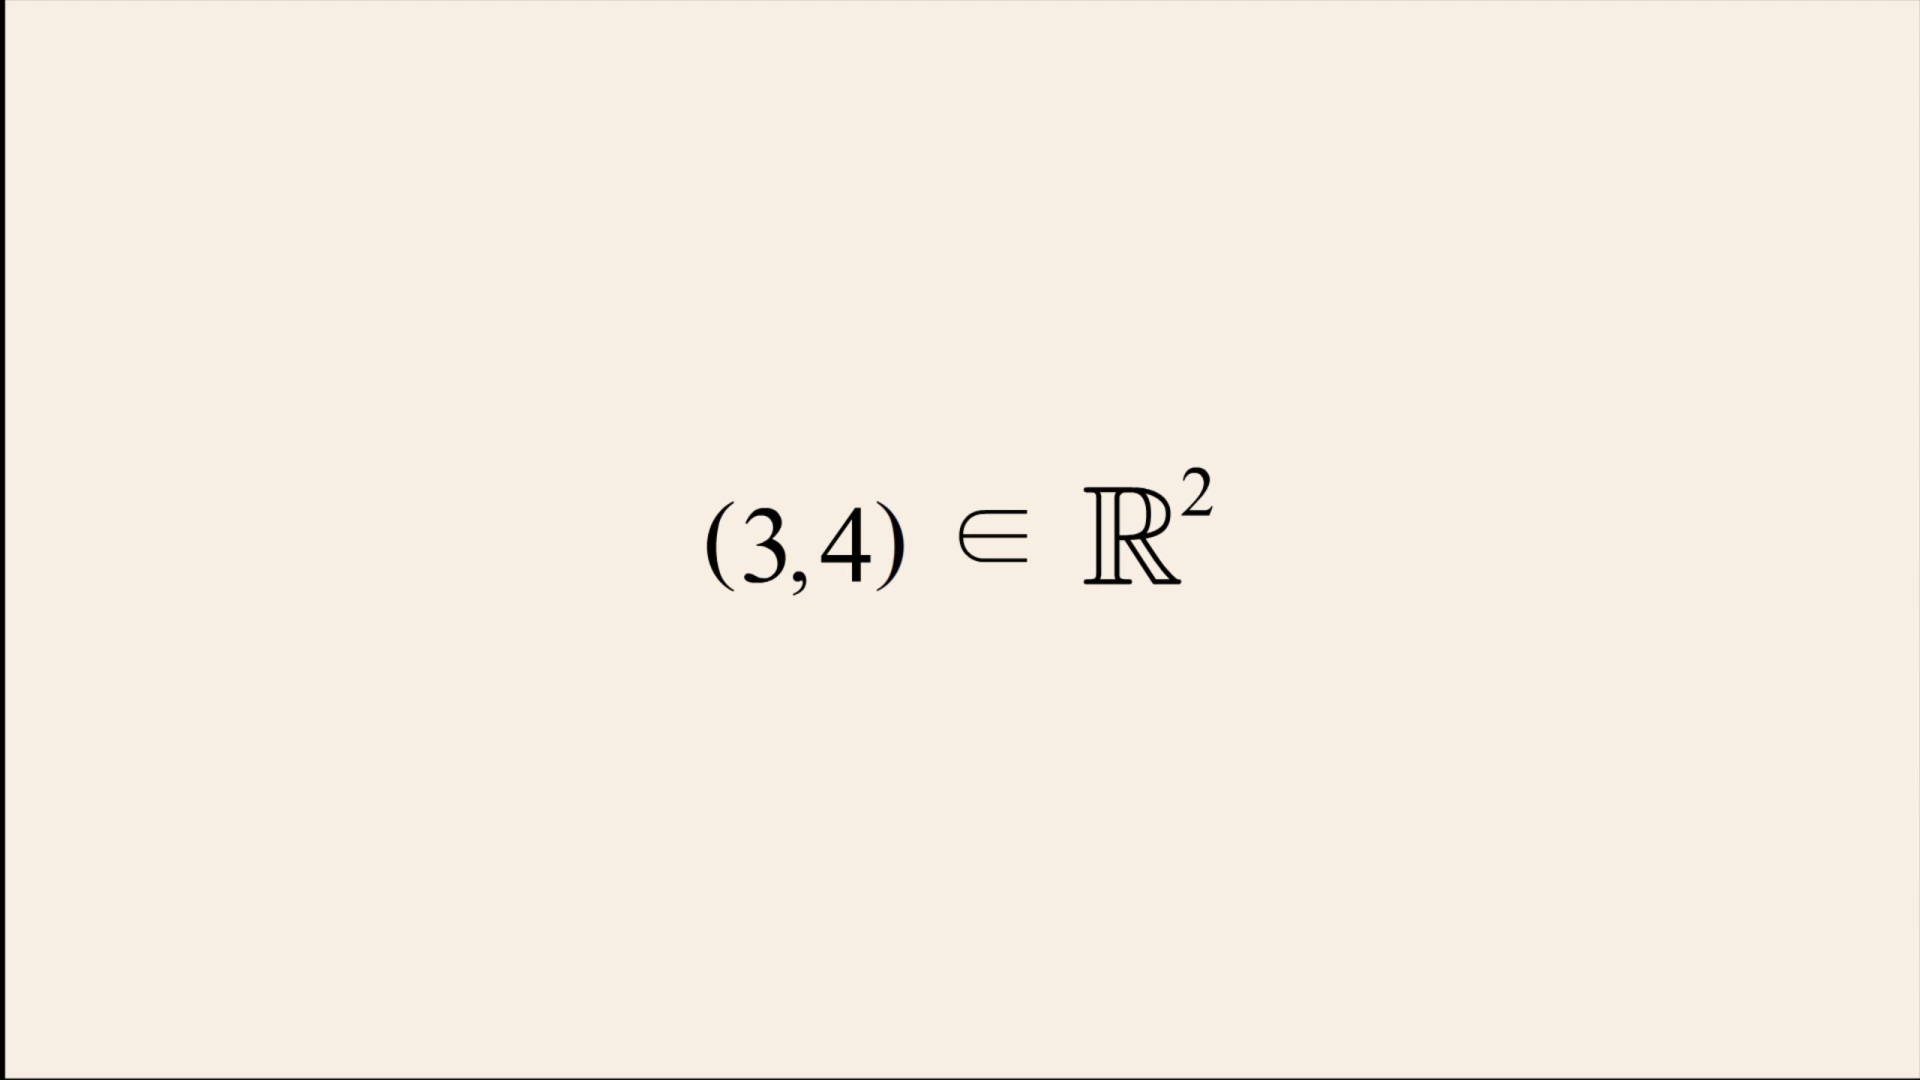 (3,4) ∈ ℝ²